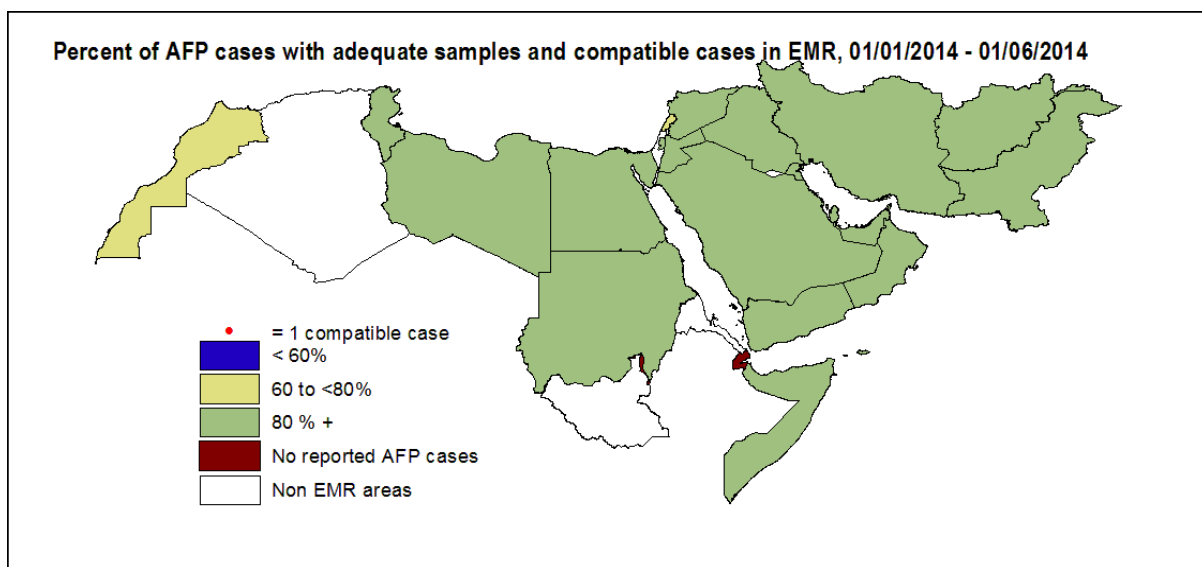 Percent of AFP cases with adequate samples and compatible cases in EMR, 01/01/2014 - 01/06/2014
= 1 compatible case
< 60%
60 to <80%
80 % +
No reported AFP cases
Non EMR areas